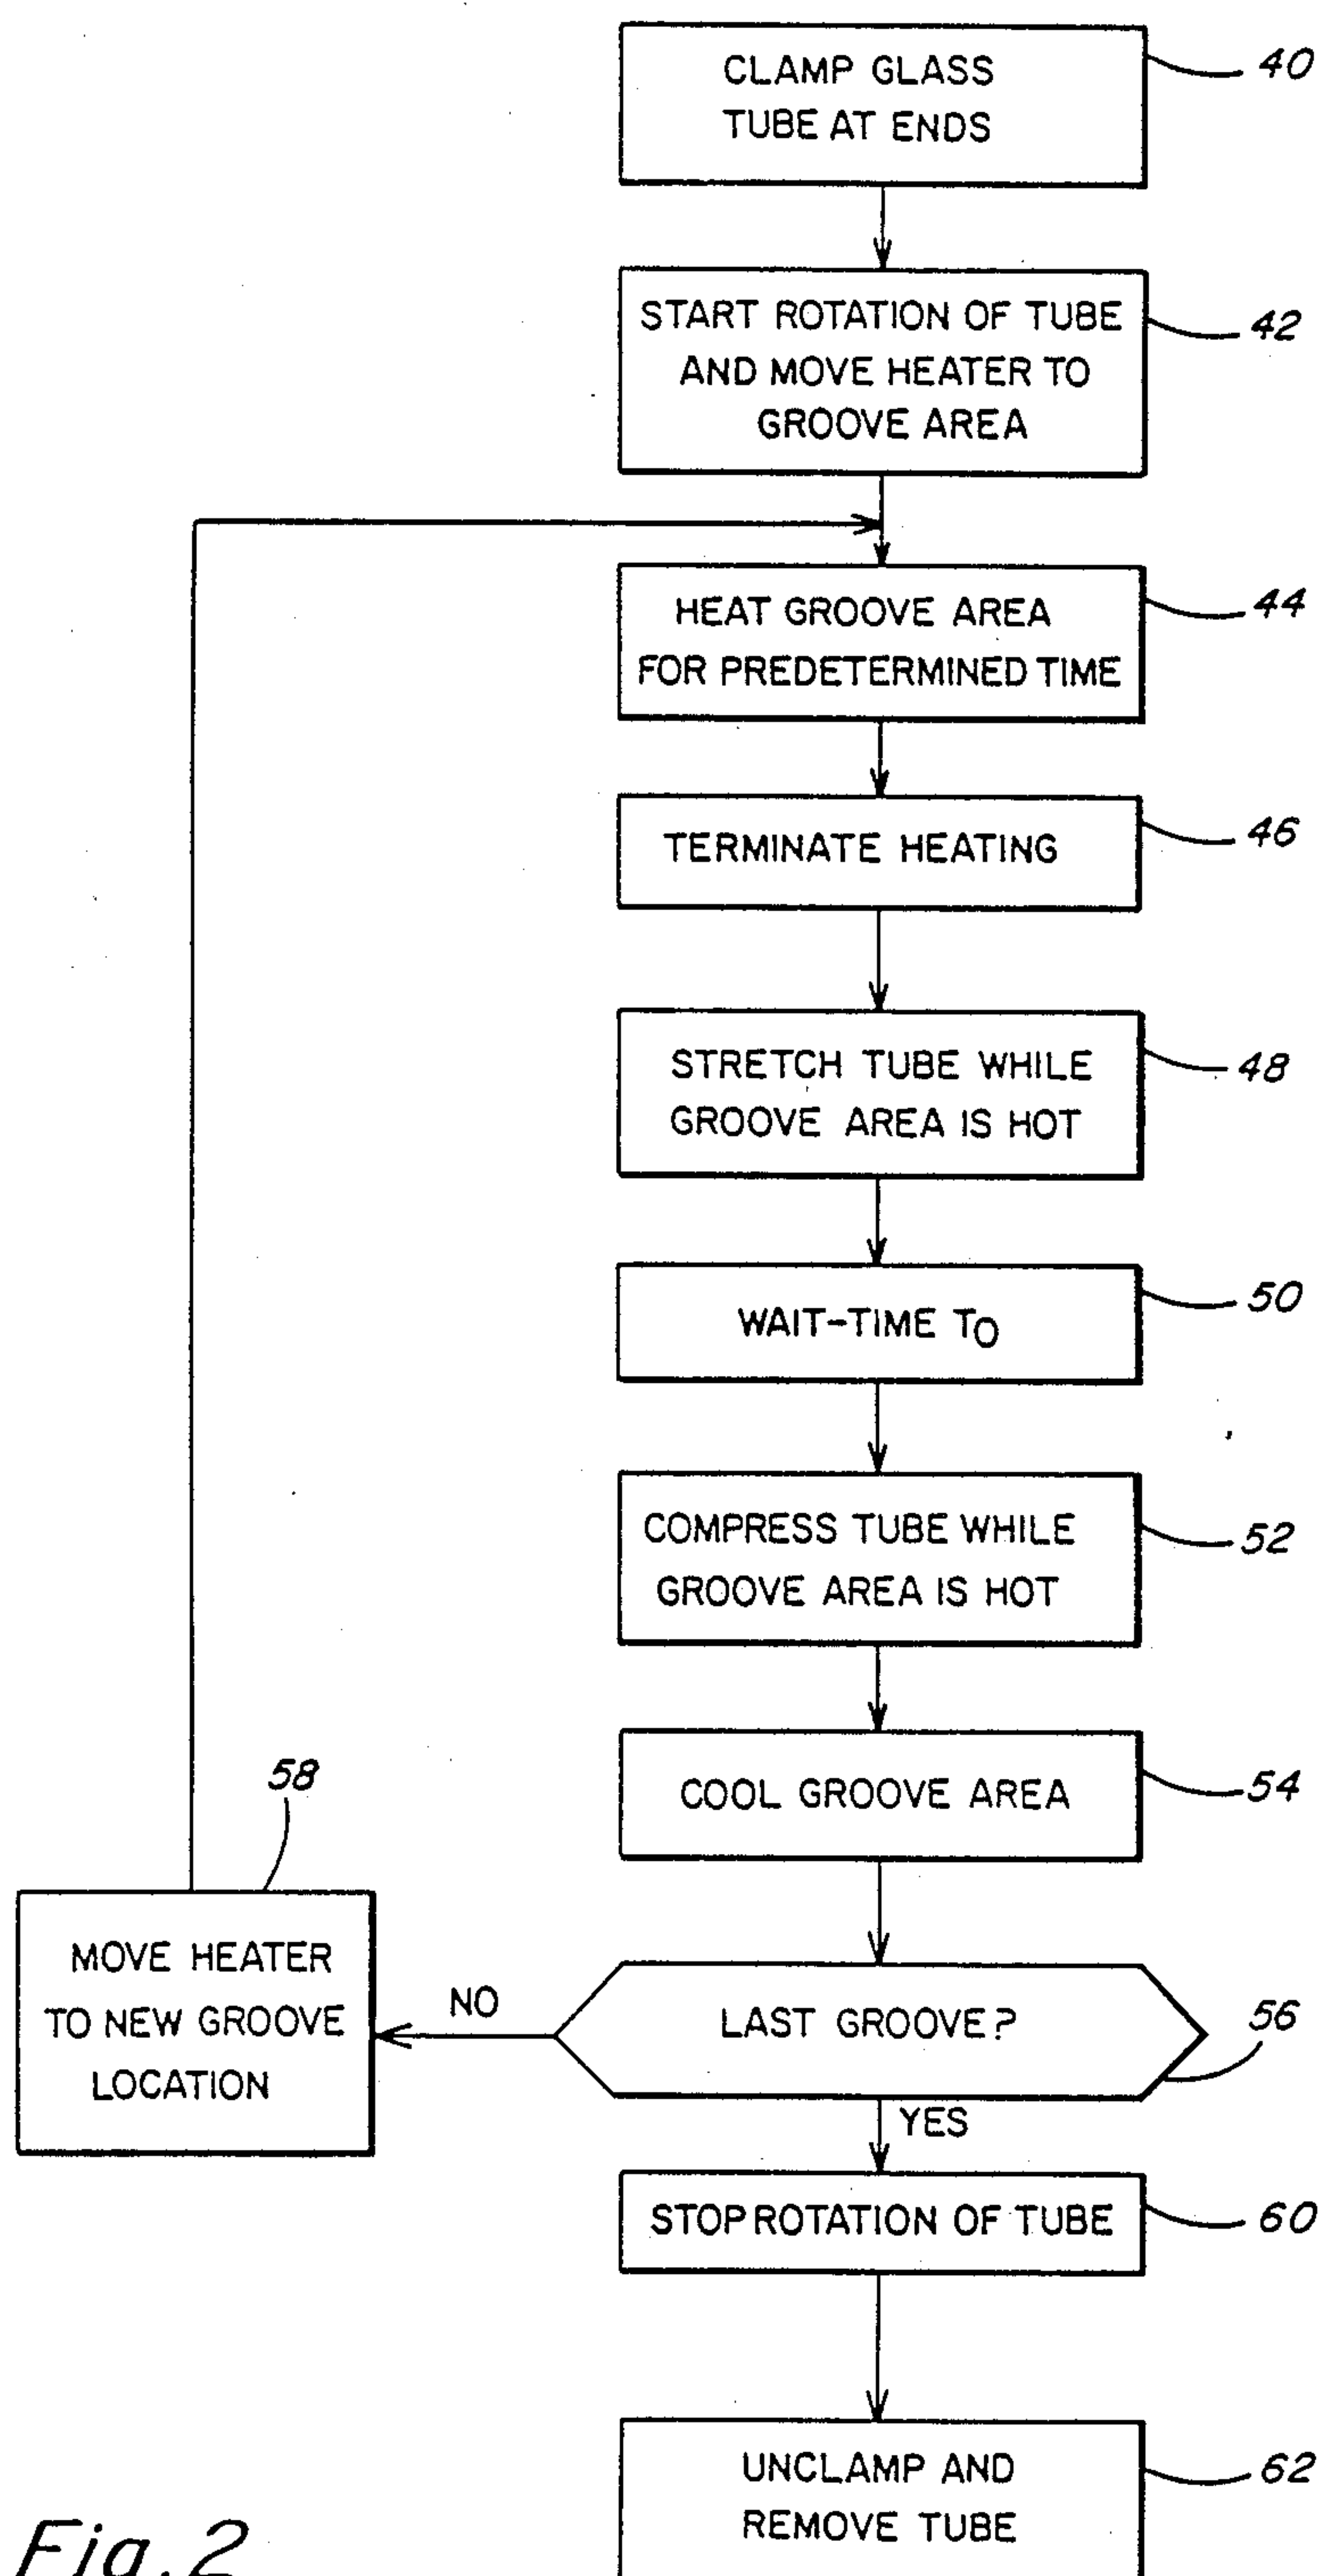 CLAMP GLASS
TUBE AT ENDS
40
START ROTATION OF TUBE
AND MOVE HEATER TO
GROOVE AREA
42
HEAT GROOVE AREA
FOR PREDETERMINED TIME
44
TERMINATE HEATING
46
STRETCH TUBE WHILE
GROOVE AREA IS HOT
48
WAIT-TIME TO
50
COMPRESS TUBE WHILE
GROOVE AREA IS HOT
52
COOL GROOVE AREA
54
58
MOVE HEATER
TO NEW GROOVE
LOCATION
NO
LAST GROOVE?
56
YES
STOP ROTATION OF TUBE
60
UNCLAMP AND
REMOVE TUBE
62
Fig. 2